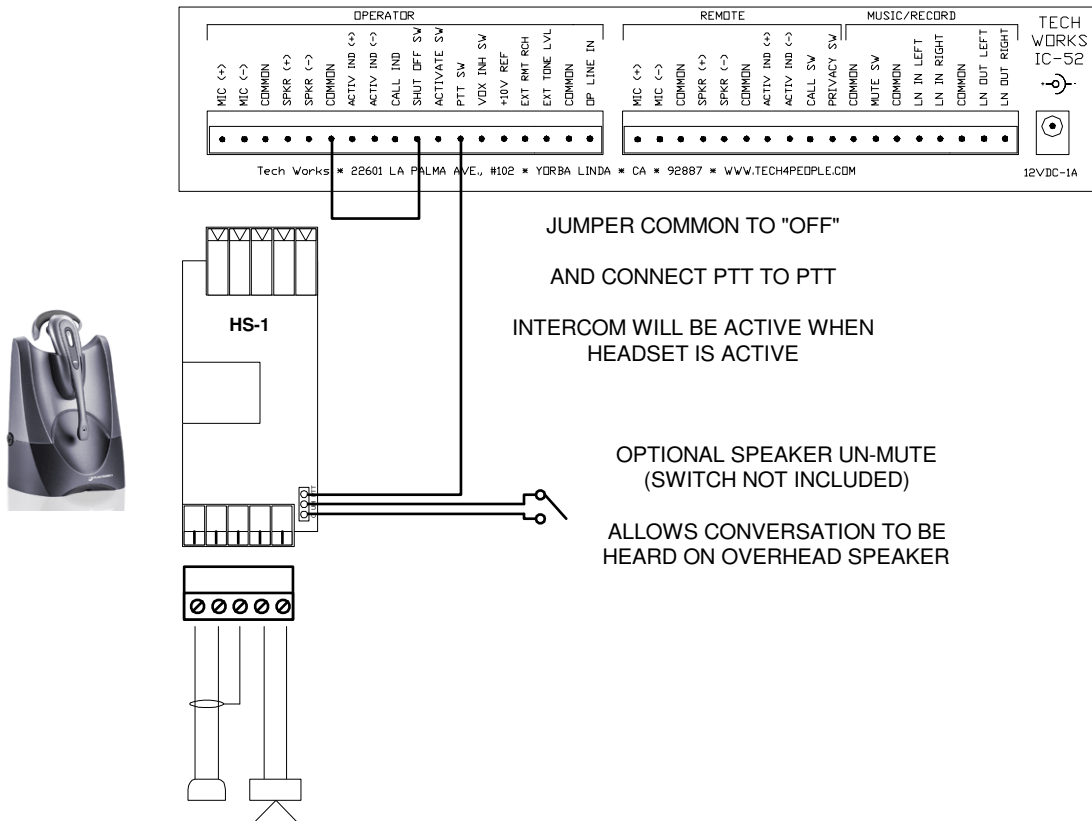 OPERATOR
REMOTE
MUSIC/RECORD
TECH
WORKS
IC-52
MIC (+)
MIC (-)
COMMON
SPKR (+)
SPKR (-)
COMMON
ACTIV IND (+)
ACTIV IND (-)
CALL IND
SHUT OFF SW
ACTIVATE SW
PTT SW
VOX INH SW
+10V REF
EXT RMT RCH
EXT TONE LVL
COMMON
OP LINE IN
MIC (+)
MIC (-)
COMMON
SPKR (+)
SPKR (-)
COMMON
ACTIV IND (+)
ACTIV IND (-)
CALL SW
PRIVACY SW
COMMON
MUTE SW
COMMON
LN IN LEFT
LN IN RIGHT
COMMON
LN OUT LEFT
LN OUT RIGHT
Tech Works * 22601 LA PALMA AVE., #102 * YORBA LINDA * CA * 92887 * WWW.TECH4PEOPLE.COM
12VDC-1A
JUMPER COMMON TO "OFF"
AND CONNECT PTT TO PTT
INTERCOM WILL BE ACTIVE WHEN
HEADSET IS ACTIVE
HS-1
OPTIONAL SPEAKER UN-MUTE
(SWITCH NOT INCLUDED)
ALLOWS CONVERSATION TO BE
HEARD ON OVERHEAD SPEAKER
PTT